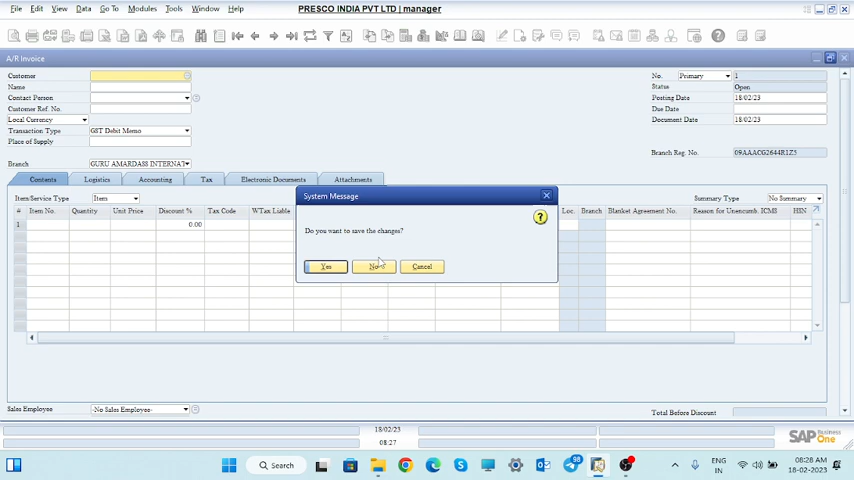 File Edit View Data Go To Modules Tools Window Help
PRESCO INDIA PVT LTD | manager
A/R Invoice
Customer
Name
Contact Person
Customer Ref. No.
Local Currency
Transaction Type GST Debit Memo
Place of Supply
Branch GURU AMARDASS INTERNAT
No. Primary 1
Status Open
Posting Date 18/02/23
Due Date
Document Date 18/02/23
Branch Reg. No. 09AAACG2644R1Z5
Contents Logistics Accounting Tax Electronic Documents Attachments
Item/Service Type Item
Summary Type No Summary
# Item No. Quantity Unit Price Discount % Tax Code WTax Liable Loc. Branch Blanket Agreement No. Reason for Unencumb. ICMS HSN
1 0.00
System Message
Do you want to save the changes?
Yes No Cancel
Sales Employee -No Sales Employee-
Total Before Discount
18/02/23
08:27
SAP Business One
Search
98
ENG
IN
08:28 AM
18-02-2023